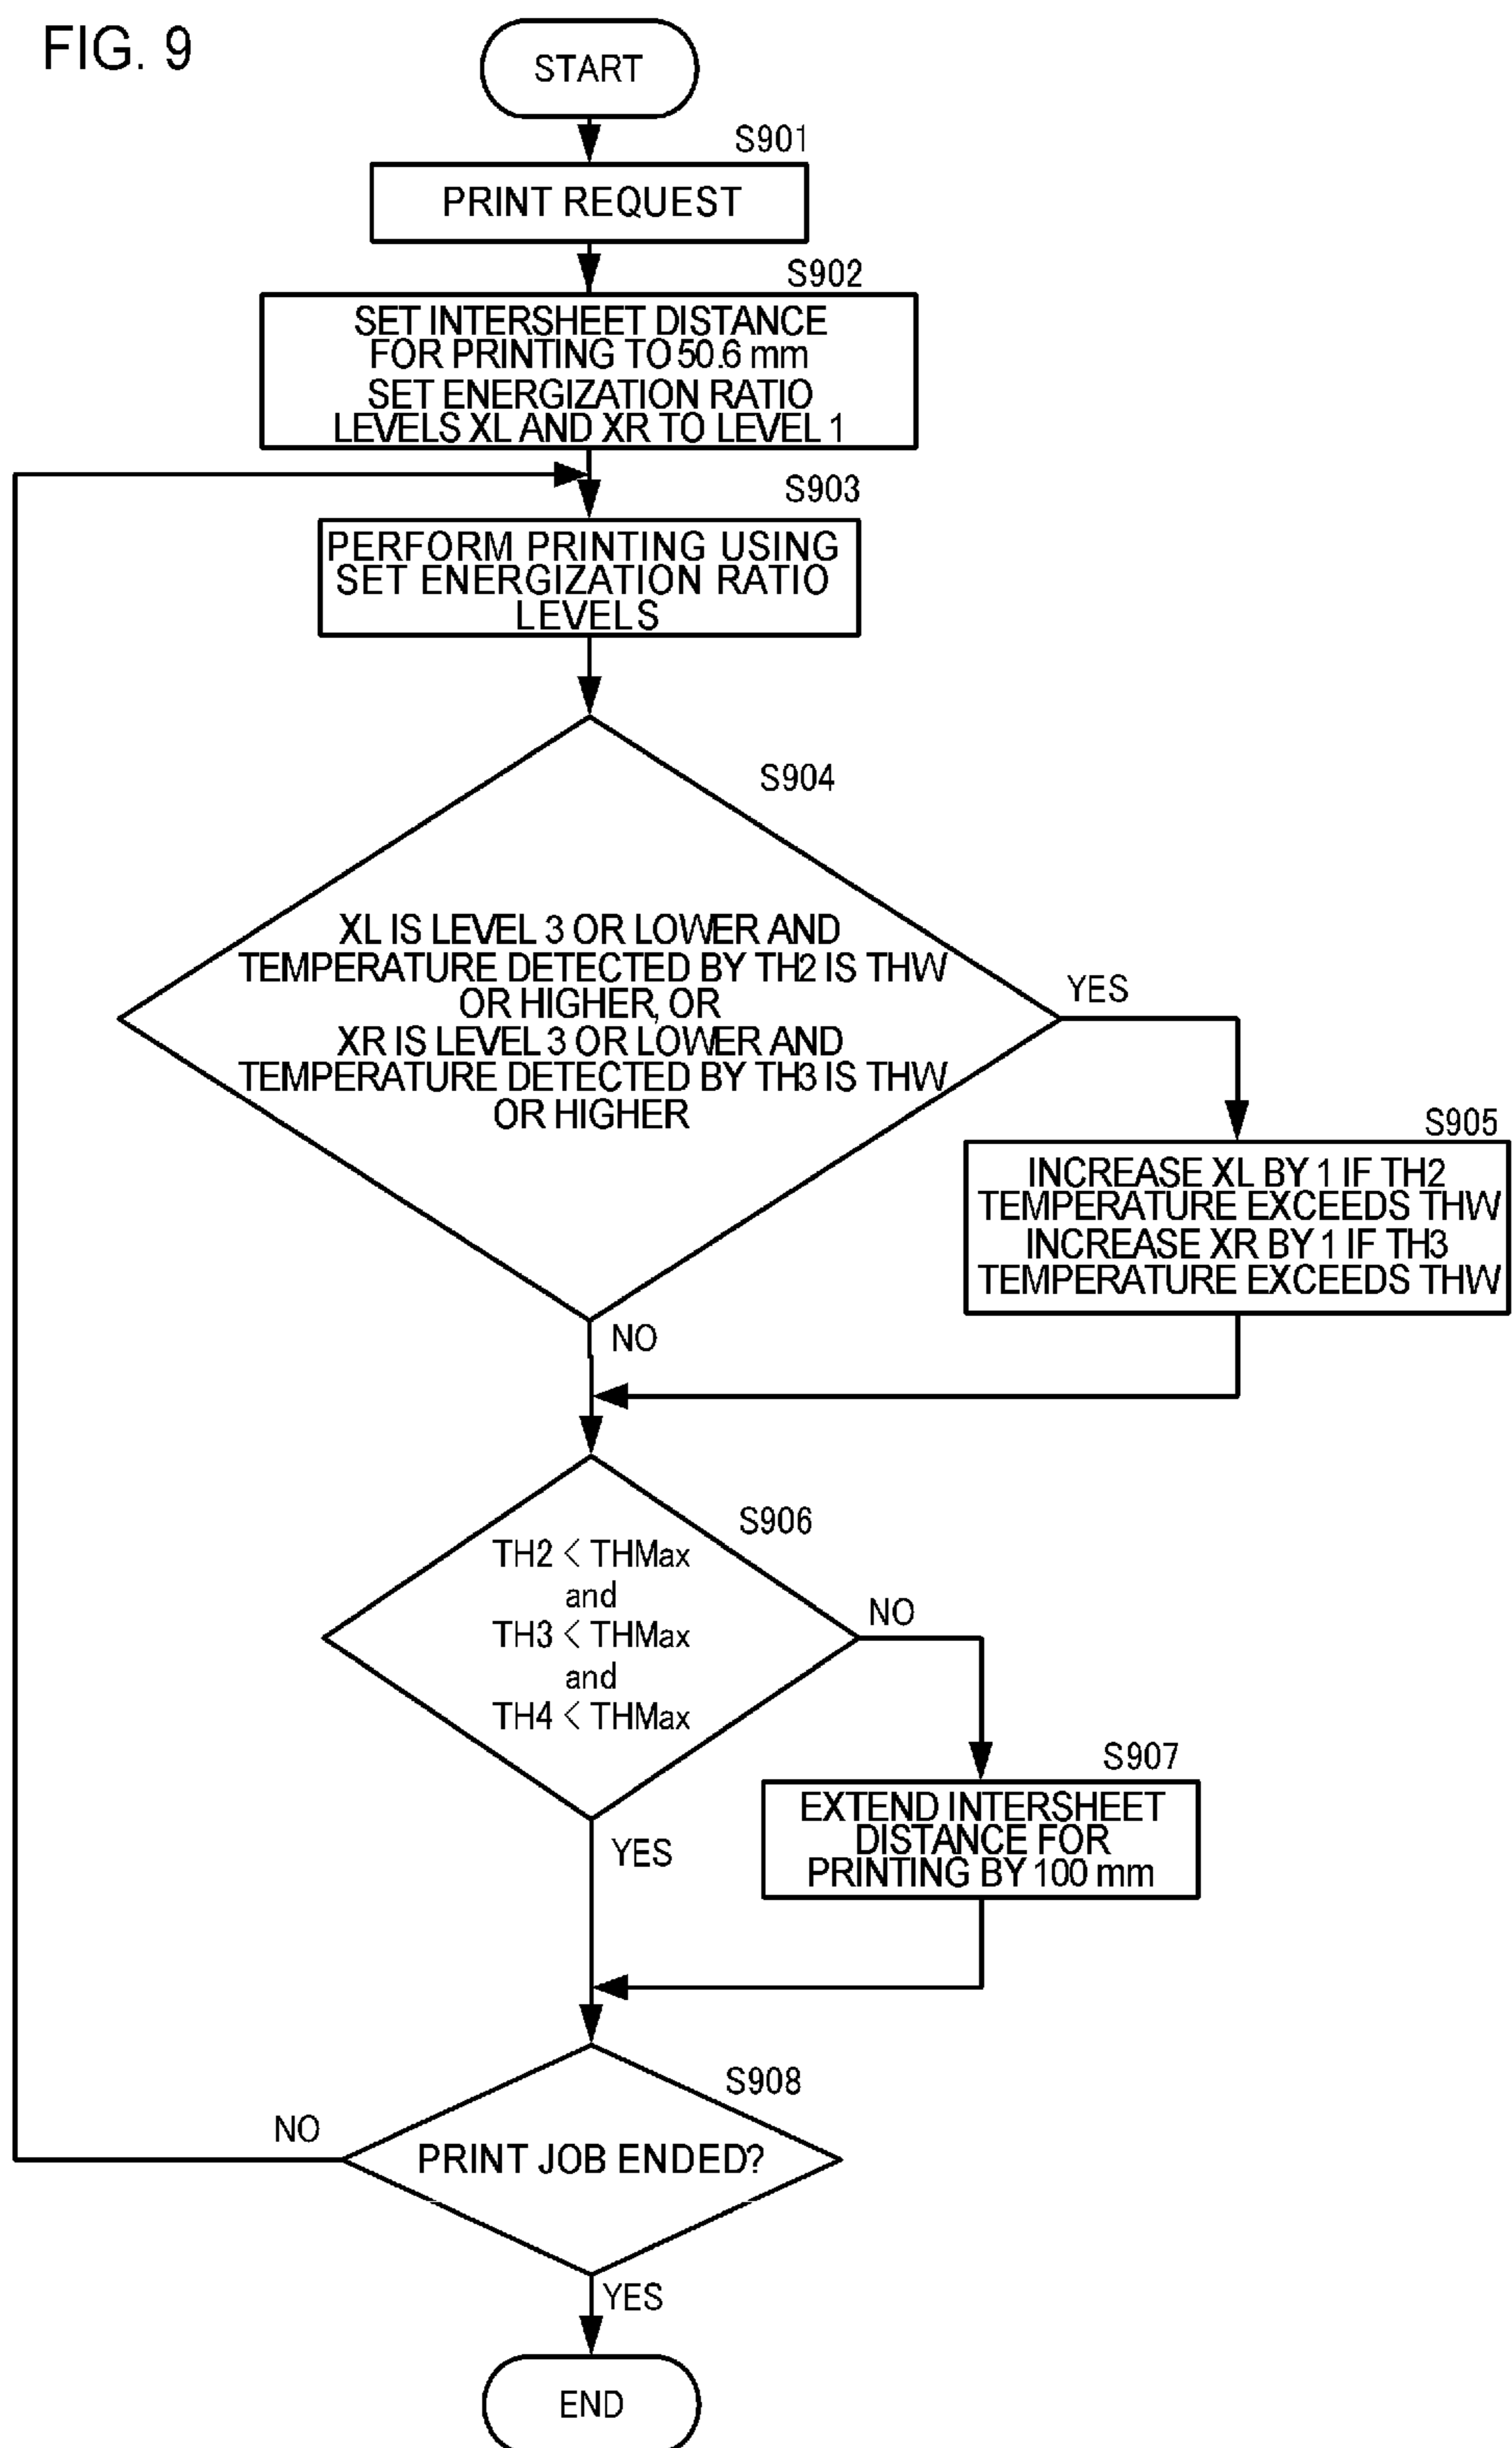 FIG. 9
START
S901
PRINT REQUEST
S902
SET INTERSHEET DISTANCE
FOR PRINTING TO 50.6 mm
SET ENERGIZATION RATIO
LEVELS XL AND XR TO LEVEL 1
S903
PERFORM PRINTING USING
SET ENERGIZATION RATIO
LEVELS
S904
XL IS LEVEL 3 OR LOWER AND
TEMPERATURE DETECTED BY TH2 IS THW
OR HIGHER, OR
XR IS LEVEL 3 OR LOWER AND
TEMPERATURE DETECTED BY TH3 IS THW
OR HIGHER
YES
S905
INCREASE XL BY 1 IF TH2
TEMPERATURE EXCEEDS THW
INCREASE XR BY 1 IF TH3
TEMPERATURE EXCEEDS THW
NO
S906
TH2 < THMax
and
TH3 < THMax
and
TH4 < THMax
NO
S907
EXTEND INTERSHEET
DISTANCE FOR
PRINTING BY 100 mm
YES
S908
PRINT JOB ENDED?
NO
YES
END